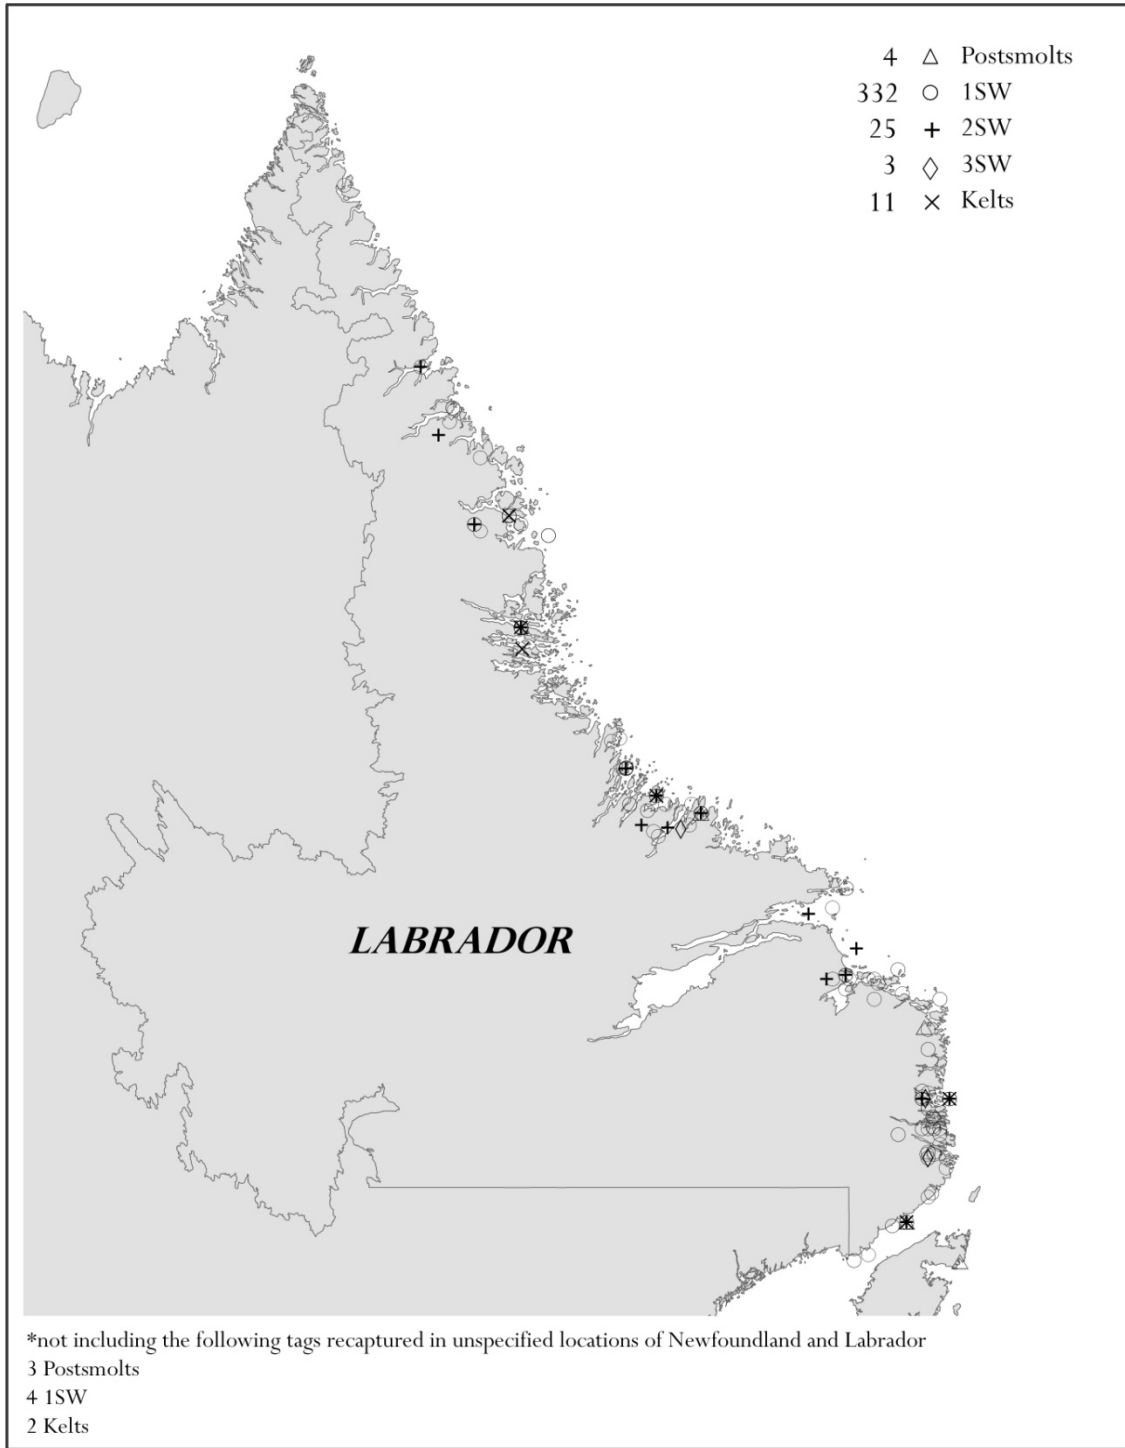 4 △ Postsmolts
332 ○ 1SW
25 + 2SW
3 ◇ 3SW
11 × Kelts
LABRADOR
*not including the following tags recaptured in unspecified locations of Newfoundland and Labrador
3 Postsmolts
4 1SW
2 Kelts